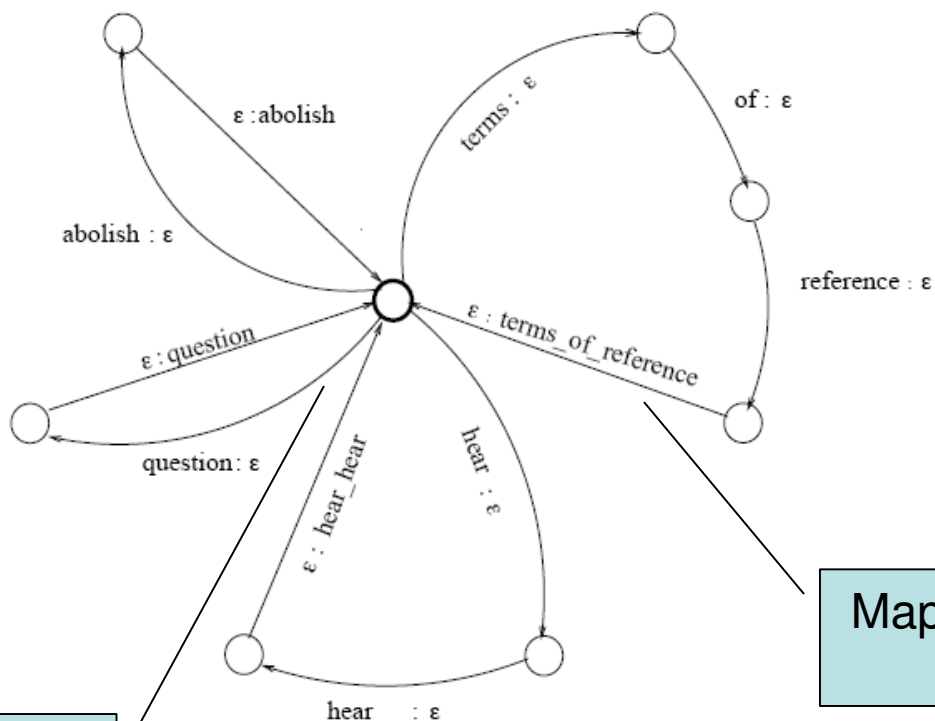 ε : abolish
terms : ε
of : ε
abolish : ε
reference : ε
ε : question
ε : terms_of_reference
question : ε
ε : hear_hear
hear : ε
hear : ε
Map